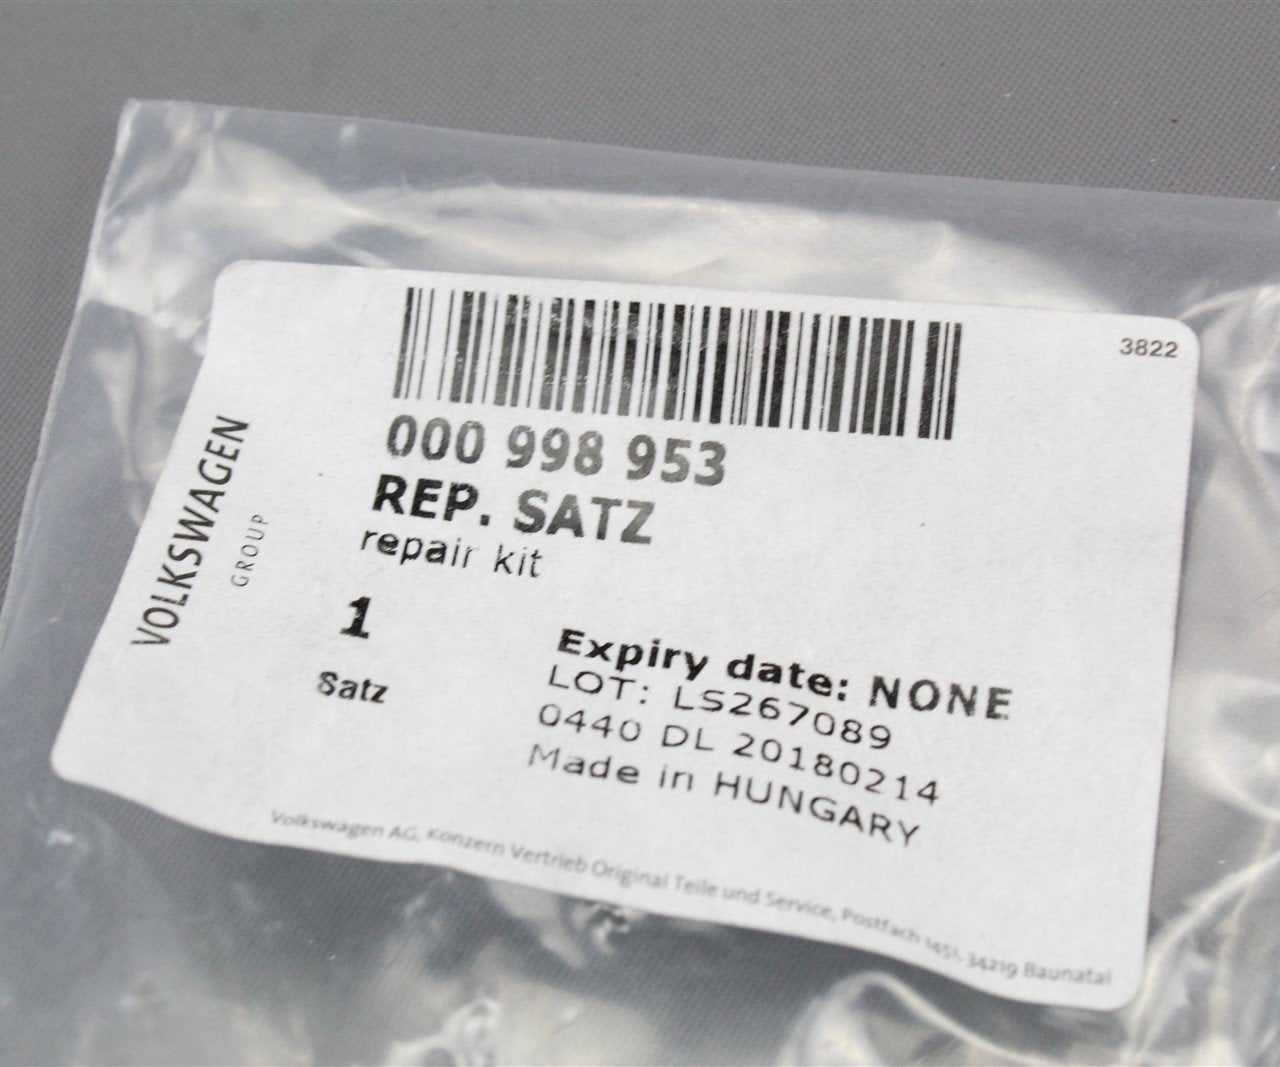 3822
000 998 953
REP. SATZ
repair kit
VOLKSWAGEN
GROUP
1
Satz
Expiry date: NONE
LOT: LS267089
0440 DL 20180214
Made in HUNGARY
Volkswagen AG, Konzern Vertrieb Original Teile und Service, Postfach 1451, 34219 Baunatal